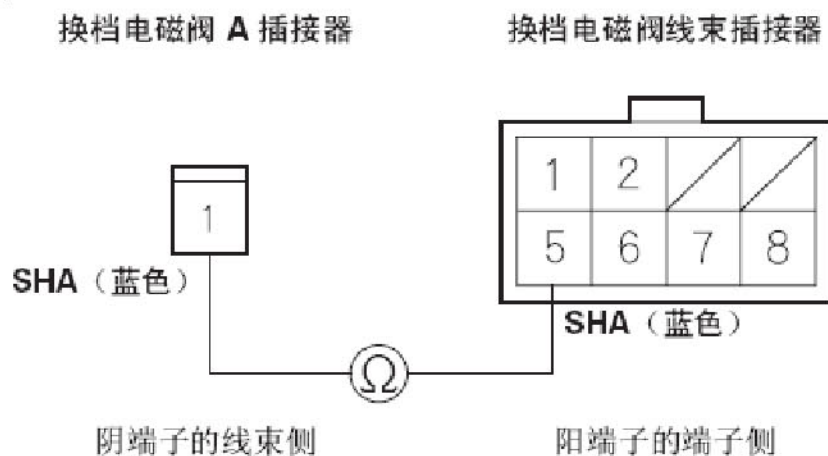 换档电磁阀 A 插接器
换档电磁阀线束插接器
1 2
1
5 6 7 8
SHA（蓝色）
SHA（蓝色）
Ω
阴端子的线束侧
阳端子的端子侧